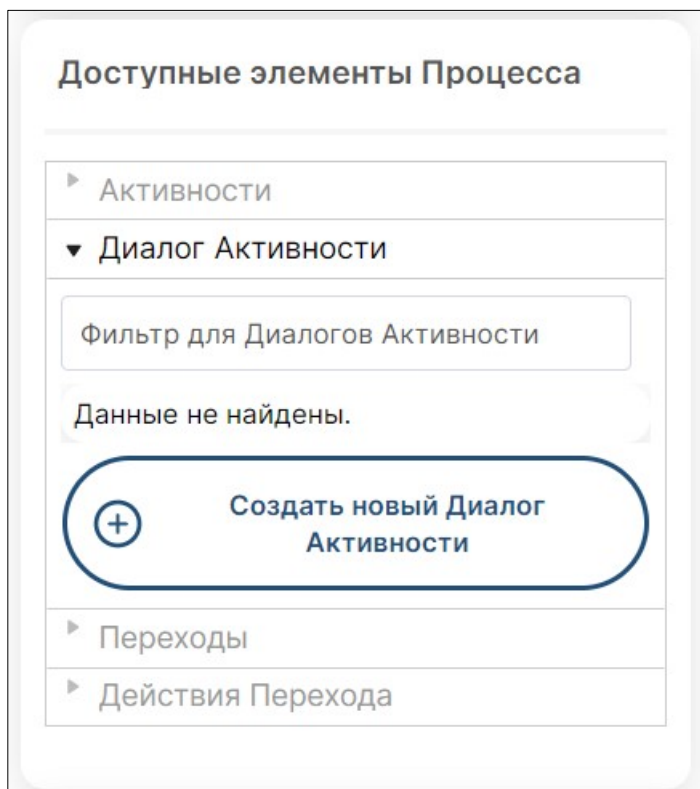 Доступные элементы Процесса
Активности
Диалог Активности
Фильтр для Диалогов Активности
Данные не найдены.
Создать новый Диалог
Активности
Переходы
Действия Перехода